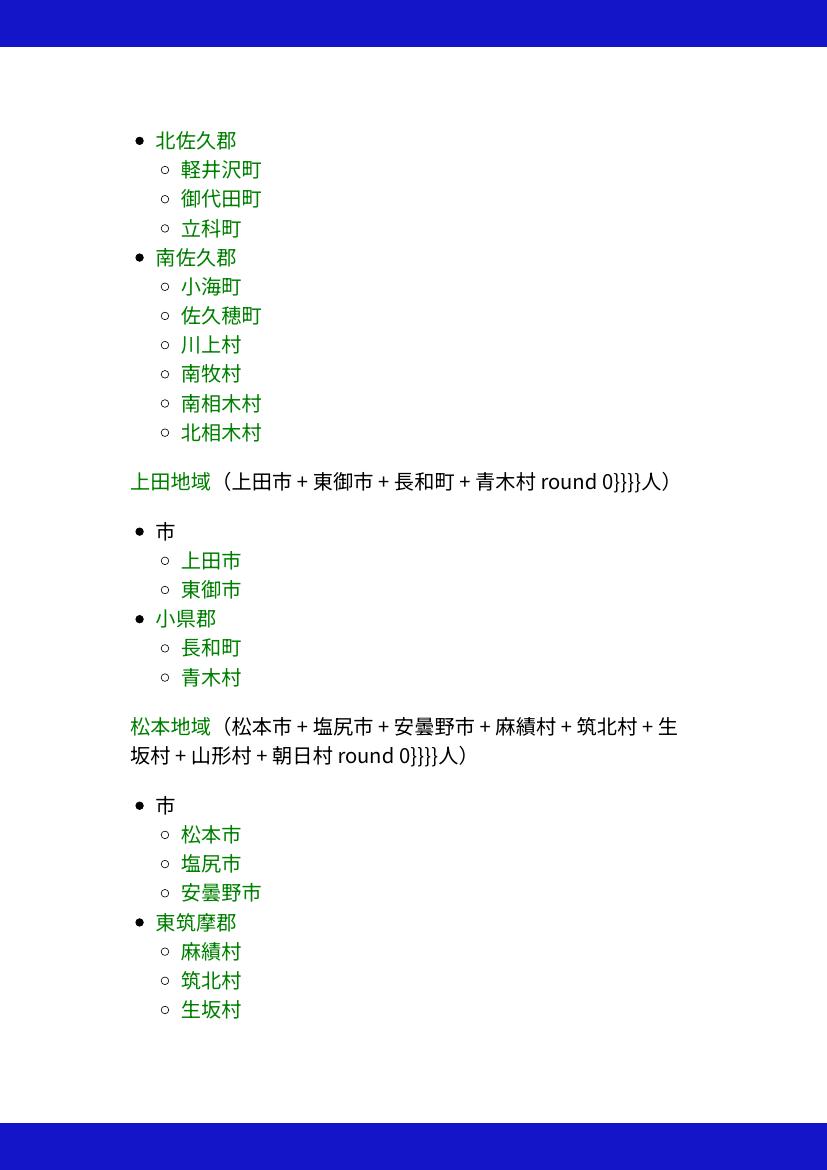 北佐久郡
軽井沢町
御代田町
立科町
南佐久郡
小海町
佐久穂町
川上村
南牧村
南相木村
北相木村
上田地域（上田市 + 東御市 + 長和町 + 青木村 round 0}}}}人）
市
上田市
東御市
小県郡
長和町
青木村
松本地域（松本市 + 塩尻市 + 安曇野市 + 麻績村 + 筑北村 + 生
坂村 + 山形村 + 朝日村 round 0}}}}人）
市
松本市
塩尻市
安曇野市
東筑摩郡
麻績村
筑北村
生坂村